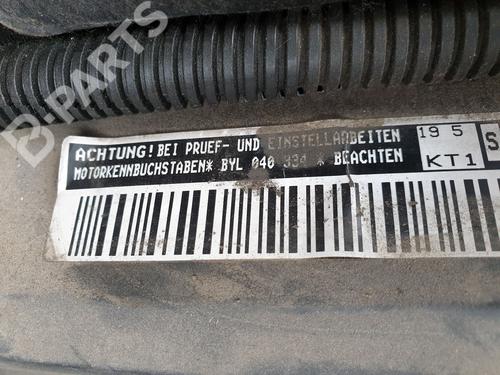 B-PARTS
ACHTUNG! BEI PRUEF- UND EINSTELLARBEITEN
MOTORKENNBUCHSTABEN* BYL 040 334 * BEACHTEN
19 5
KT1
S